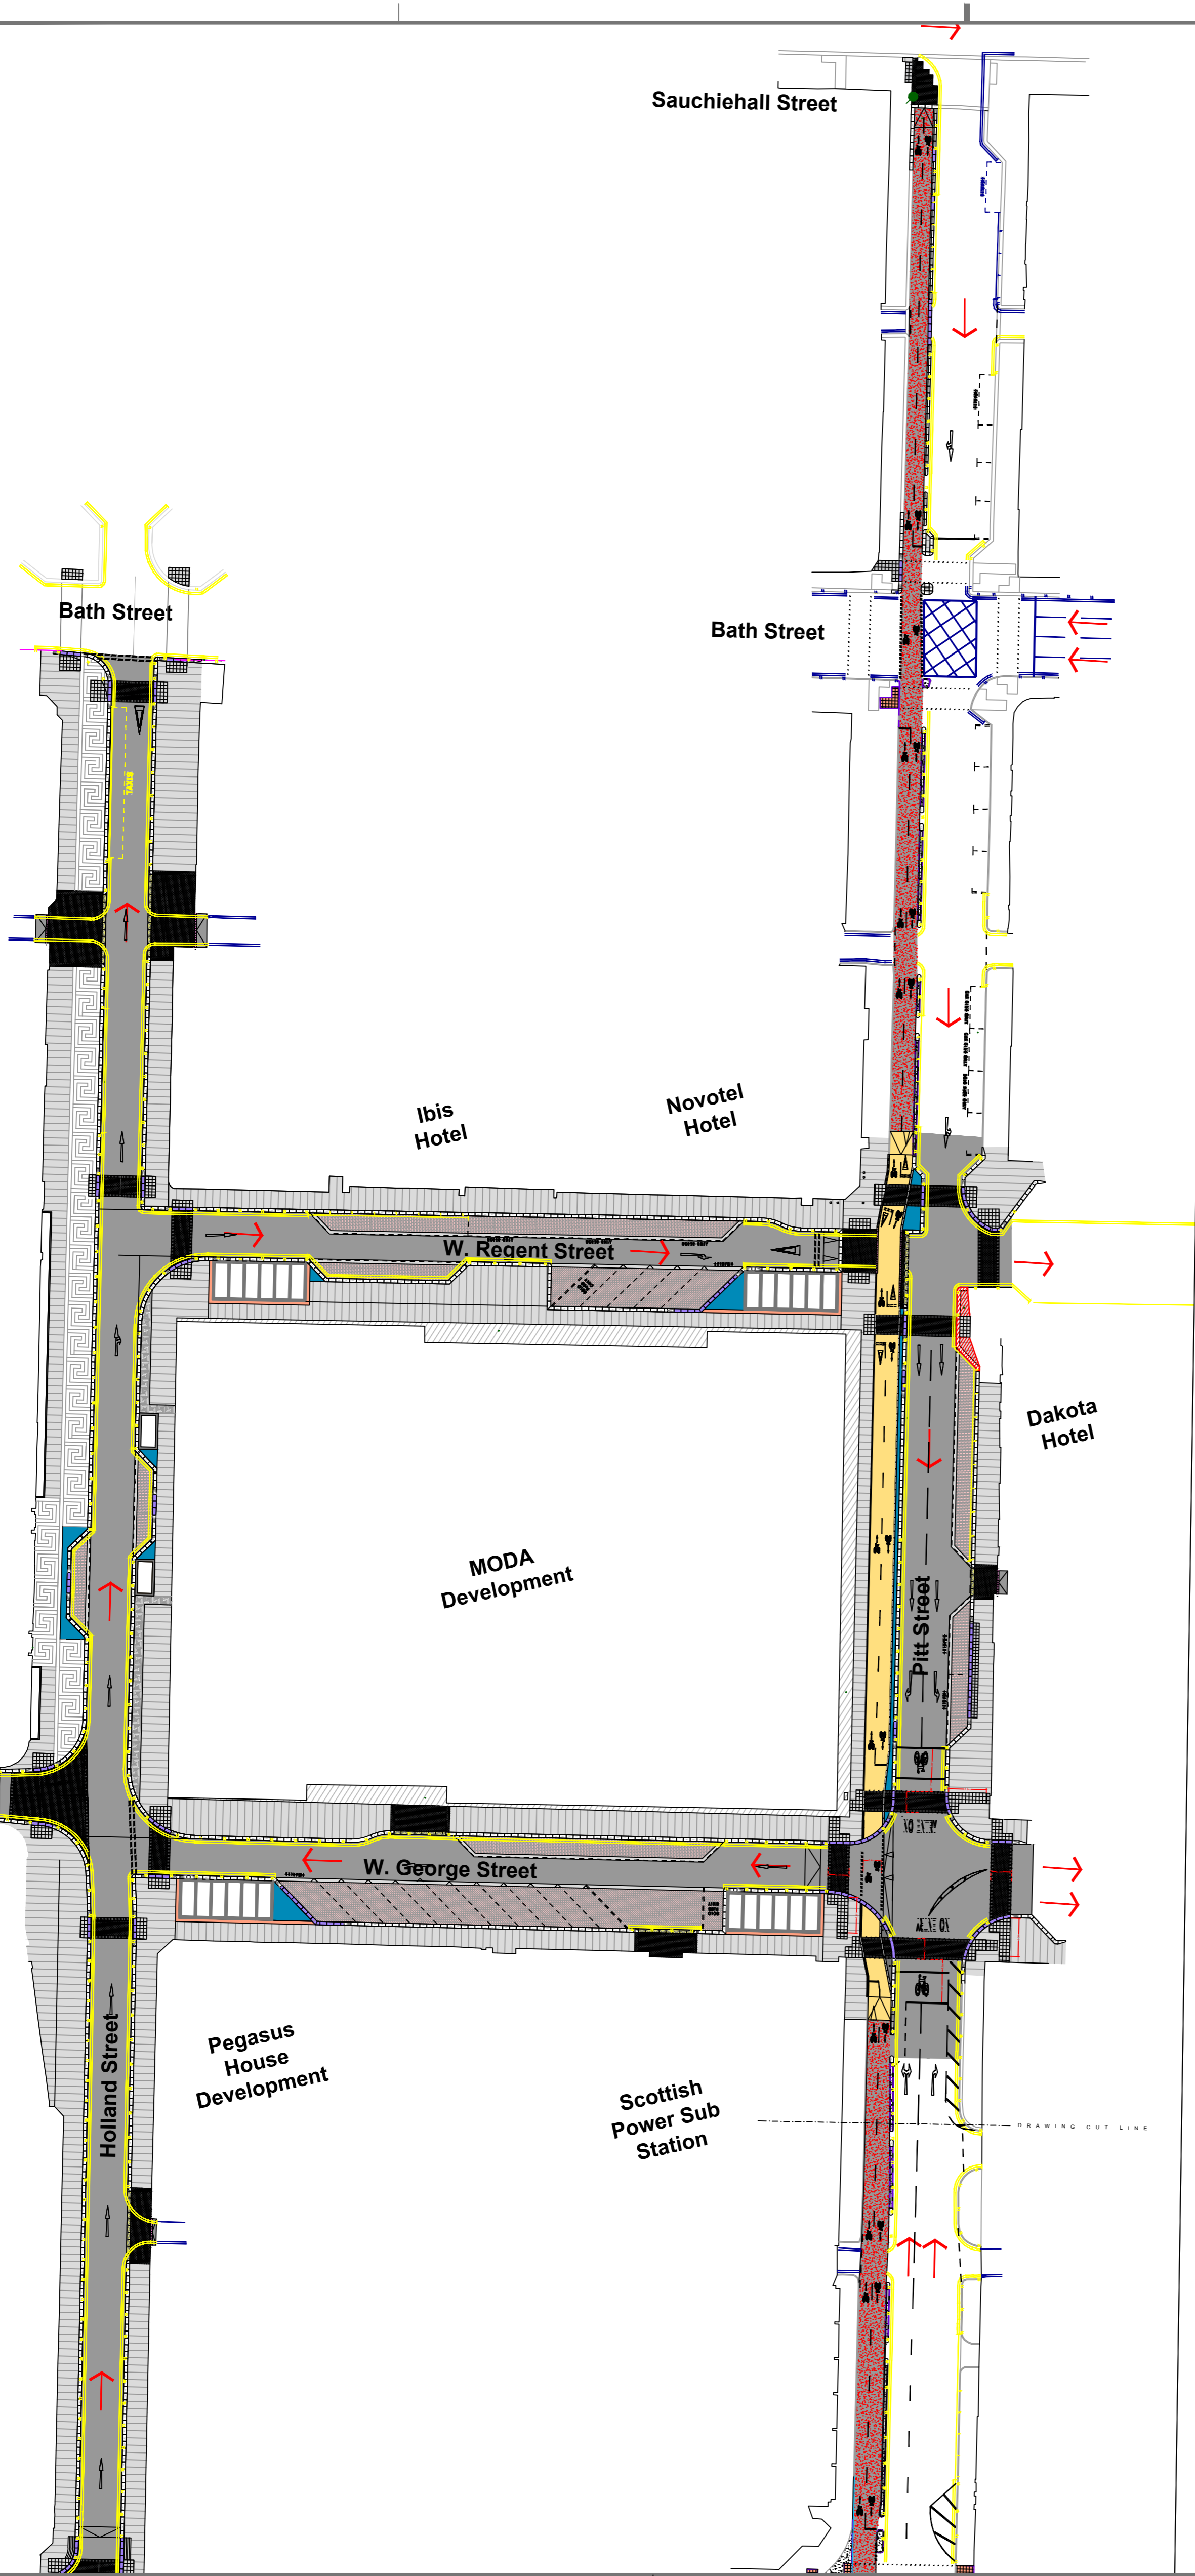 Sauchiehall Street
Bath Street
Bath Street
TAXIS
Ibis
Hotel
Novotel
Hotel
W. Regent Street
Dakota
Hotel
MODA
Development
Pitt Street
W. George Street
Pegasus
House
Development
Holland Street
Scottish
Power Sub
Station
DRAWING CUT LINE